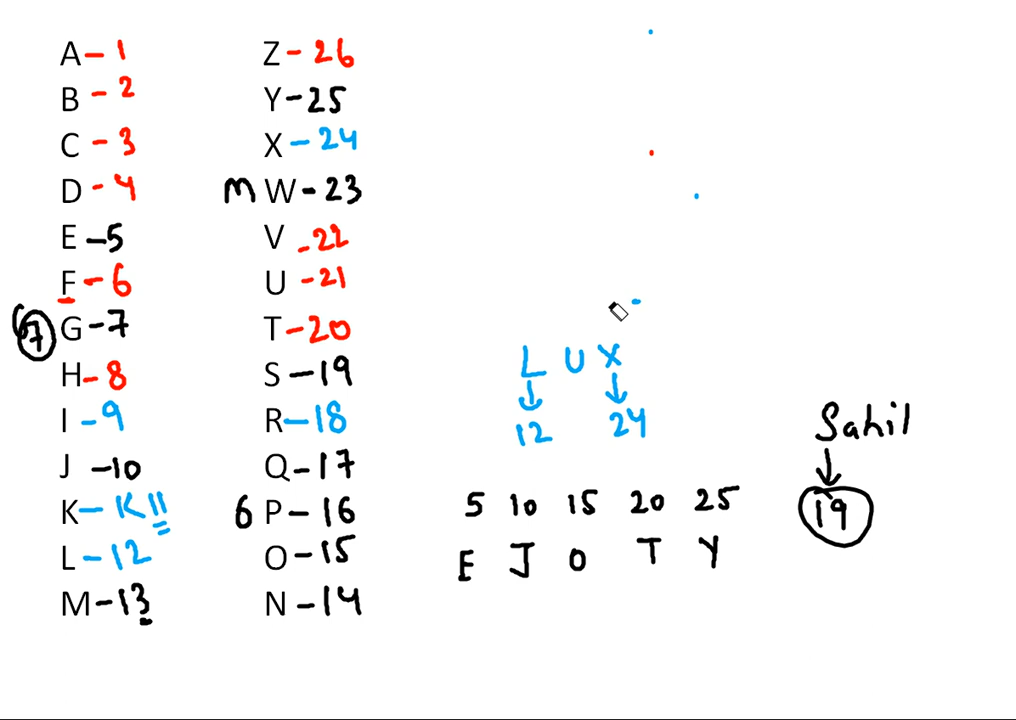 A - 1 Z - 26
B - 2 Y - 25
C - 3 X - 24
D - 4 m W - 23
E - 5 V - 22
F - 6 U - 21
7 G - 7 T - 20
H - 8 S - 19
I - 9 R - 18
J - 10 Q - 17
K - K 11 6 P - 16
L - 12 O - 15
M - 13 N - 14
L U X
12 24
5 10 15 20 25
E J O T Y
Sahil
19